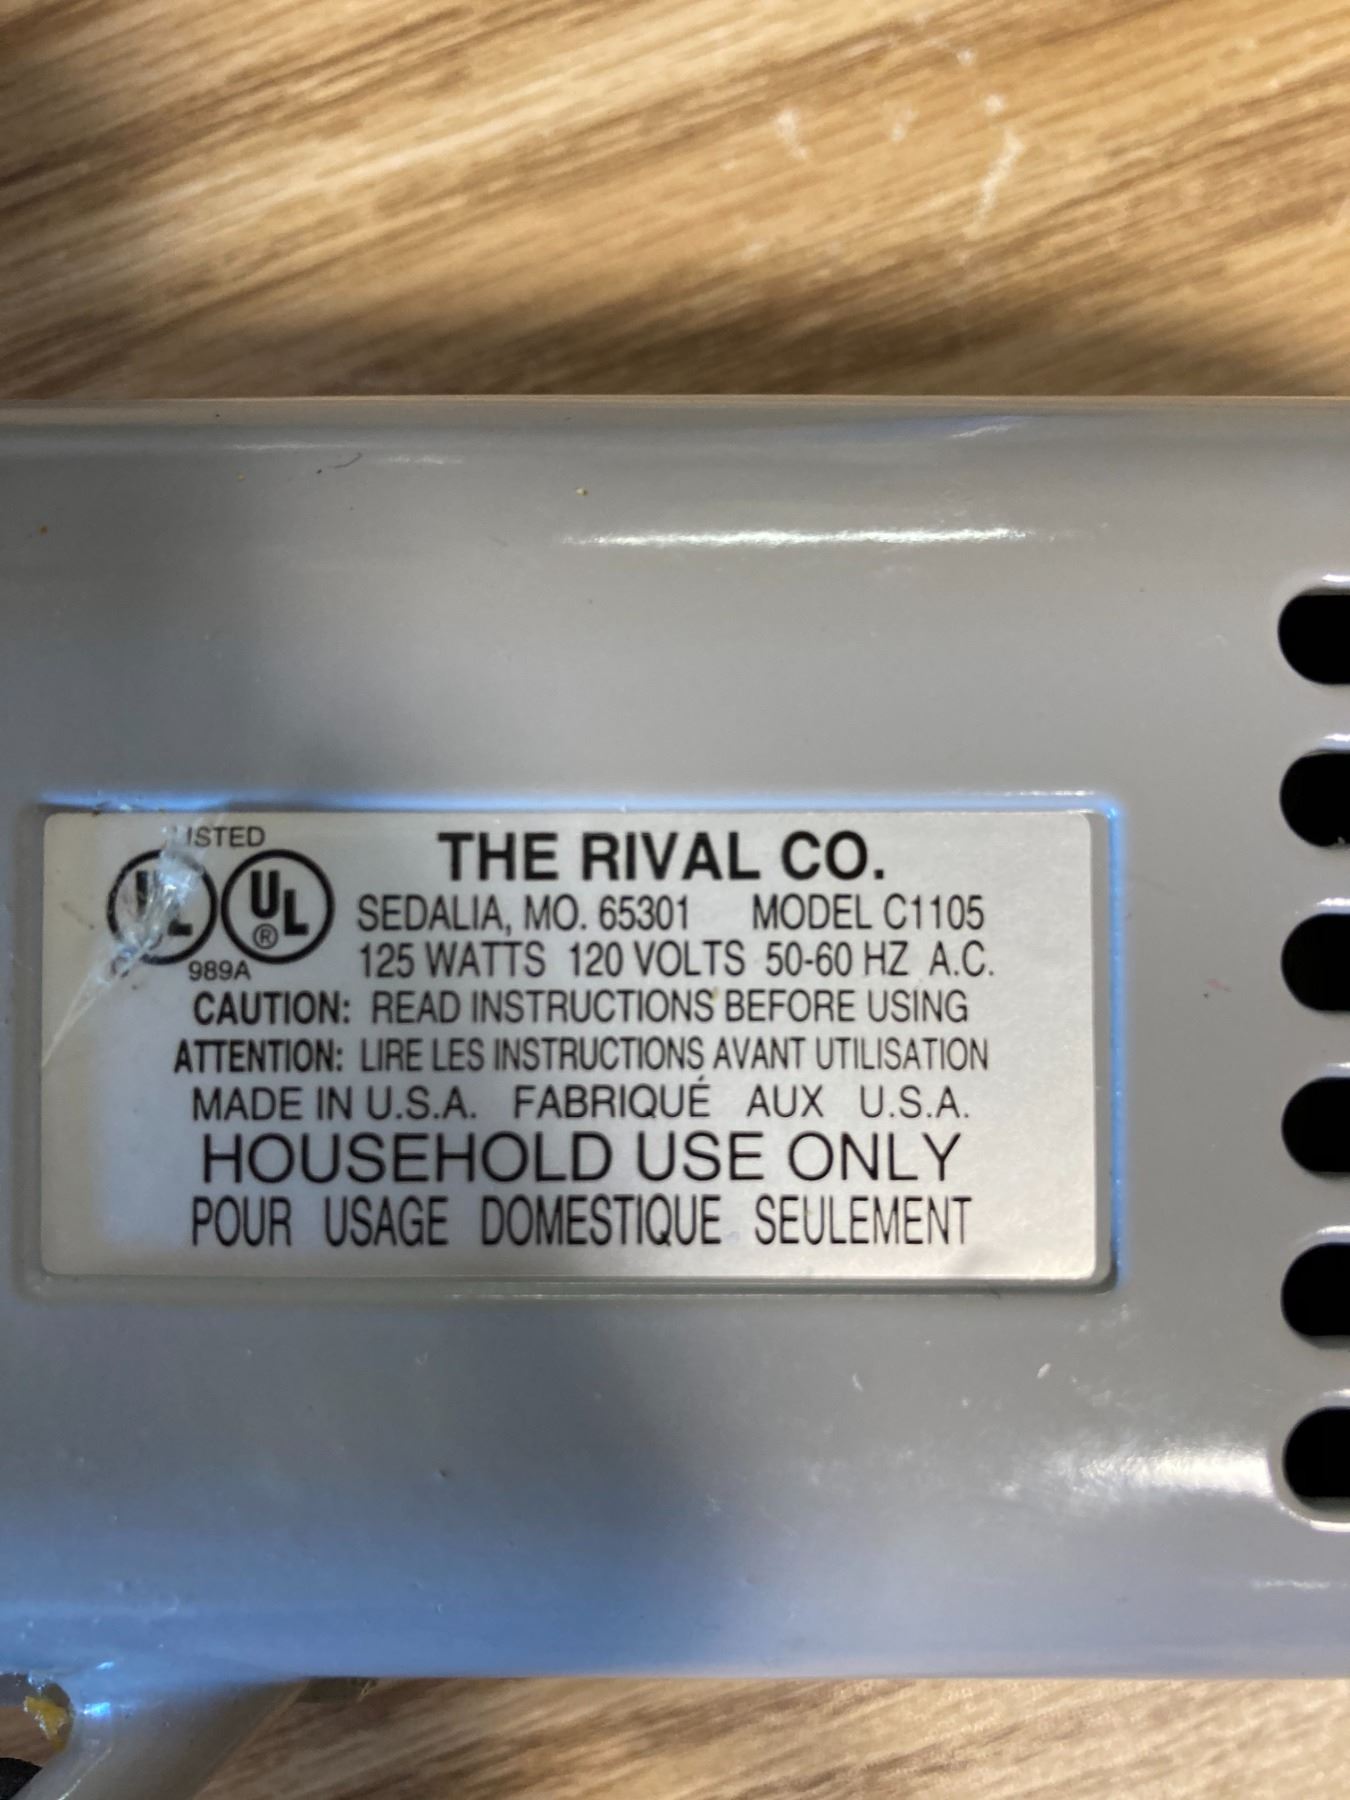 LISTED
UL UL®
989A
THE RIVAL CO.
SEDALIA, MO. 65301 MODEL C1105
125 WATTS 120 VOLTS 50-60 HZ A.C.
CAUTION: READ INSTRUCTIONS BEFORE USING
ATTENTION: LIRE LES INSTRUCTIONS AVANT UTILISATION
MADE IN U.S.A. FABRIQUÉ AUX U.S.A.
HOUSEHOLD USE ONLY
POUR USAGE DOMESTIQUE SEULEMENT